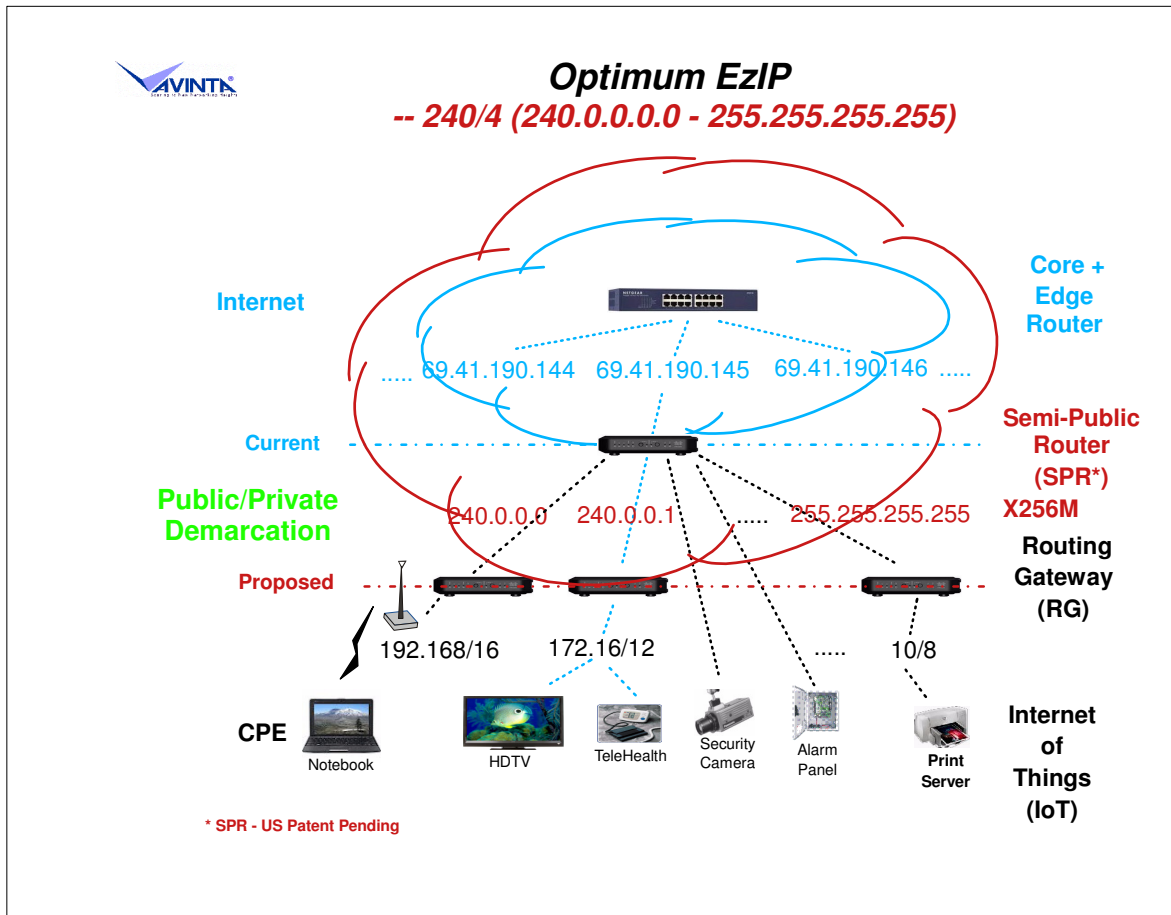 AVINTA®
Optimum EzIP
-- 240/4 (240.0.0.0 - 255.255.255.255)
Internet
Core +
Edge
Router
NETGEAR
..... 69.41.190.144 69.41.190.145 69.41.190.146 .....
Current
Semi-Public
Router
(SPR*)
Public/Private
Demarcation
240.0.0.0 240.0.0.1 ..... 255.255.255.255 X256M
Proposed
Routing
Gateway
(RG)
192.168/16 172.16/12 ..... 10/8
CPE
Notebook
HDTV
TeleHealth
Security
Camera
Alarm
Panel
Print
Server
Internet
of
Things
(IoT)
* SPR - US Patent Pending